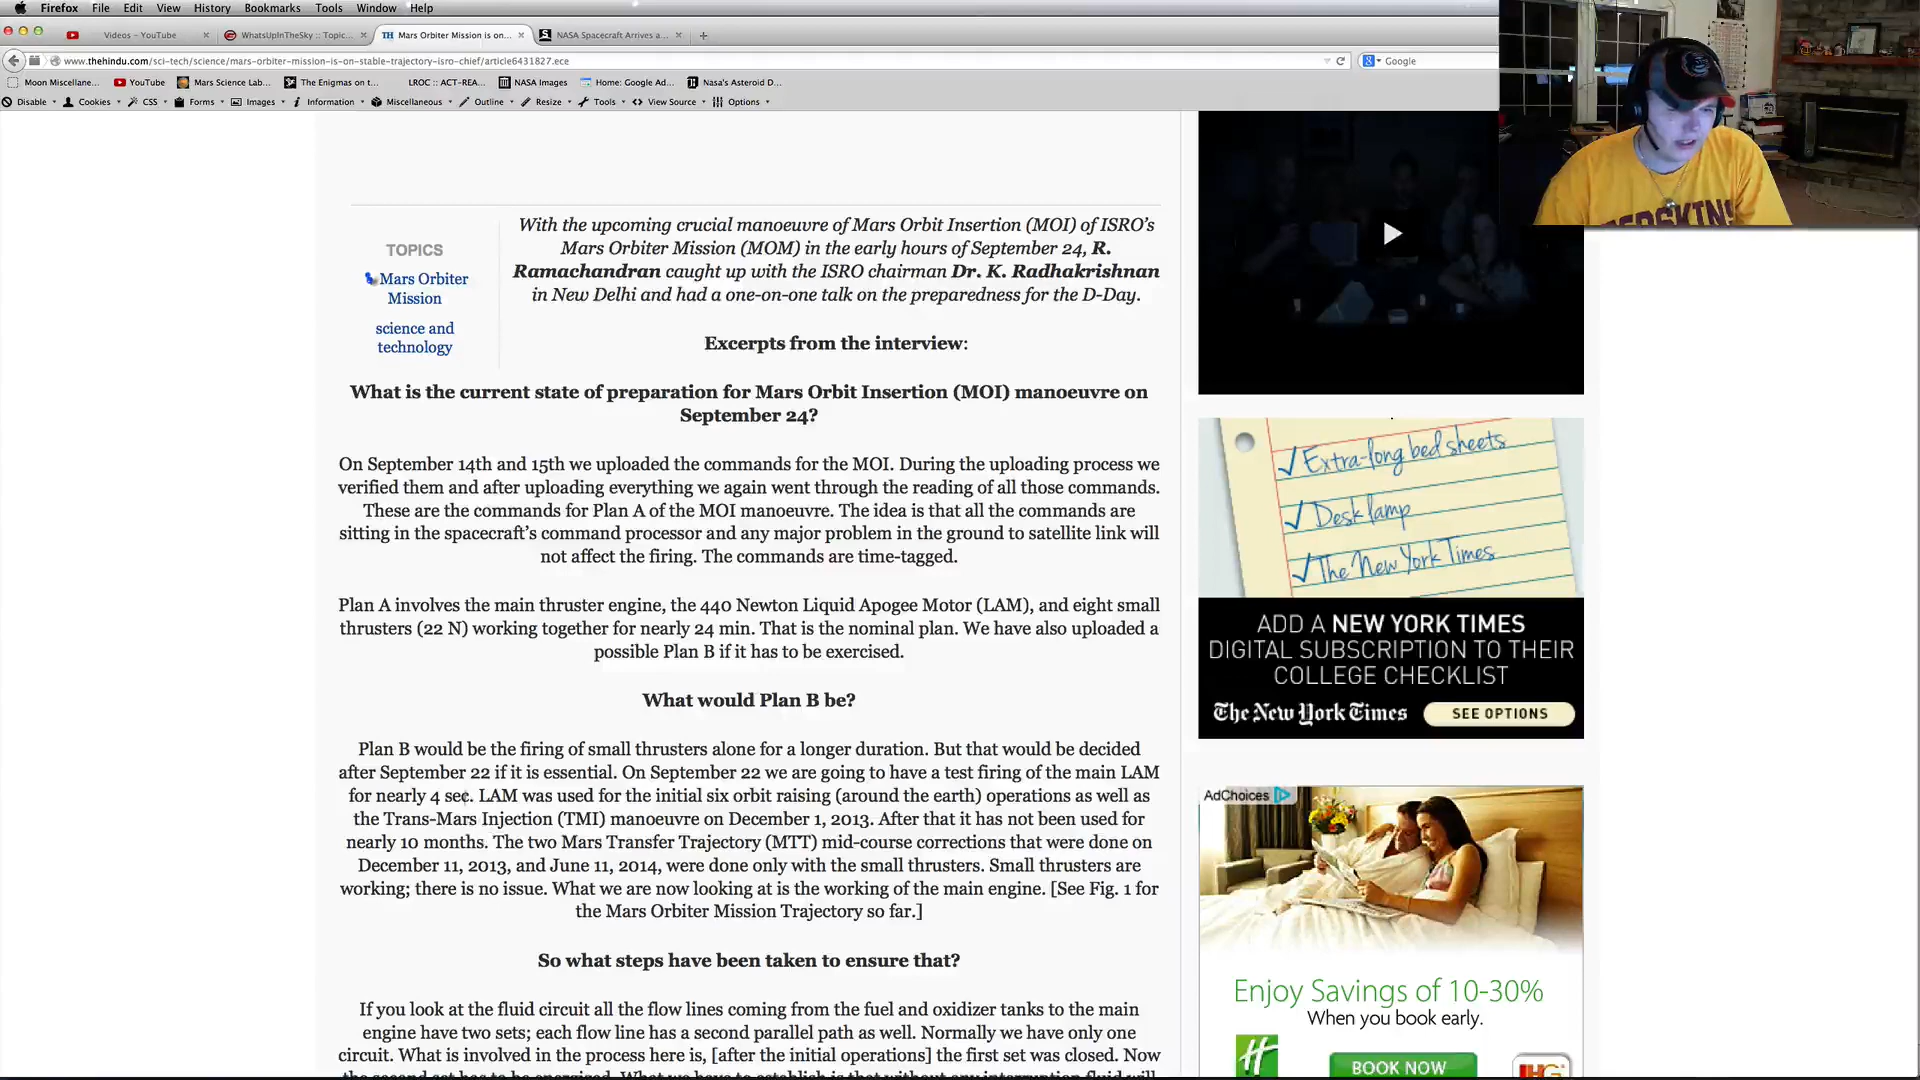 Firefox File Edit View History Bookmarks Tools Window Help
Videos - YouTube
WhatsUpInTheSky :: Topic...
TH Mars Orbiter Mission is on...
NASA Spacecraft Arrives a...
www.thehindu.com/sci-tech/science/mars-orbiter-mission-is-on-stable-trajectory-isro-chief/article6431827.ece
Google
Moon Miscellane... YouTube Mars Science Lab... The Enigmas on t... LROC :: ACT-REA... NASA Images Home: Google Ad... Nasa's Asteroid D...
Disable Cookies CSS Forms Images Information Miscellaneous Outline Resize Tools View Source Options
TOPICS
Mars Orbiter
Mission
science and
technology
With the upcoming crucial manoeuvre of Mars Orbit Insertion (MOI) of ISRO’s
Mars Orbiter Mission (MOM) in the early hours of September 24, R.
Ramachandran caught up with the ISRO chairman Dr. K. Radhakrishnan
in New Delhi and had a one-on-one talk on the preparedness for the D-Day.
Excerpts from the interview:
What is the current state of preparation for Mars Orbit Insertion (MOI) manoeuvre on
September 24?
On September 14th and 15th we uploaded the commands for the MOI. During the uploading process we
verified them and after uploading everything we again went through the reading of all those commands.
These are the commands for Plan A of the MOI manoeuvre. The idea is that all the commands are
sitting in the spacecraft’s command processor and any major problem in the ground to satellite link will
not affect the firing. The commands are time-tagged.
Plan A involves the main thruster engine, the 440 Newton Liquid Apogee Motor (LAM), and eight small
thrusters (22 N) working together for nearly 24 min. That is the nominal plan. We have also uploaded a
possible Plan B if it has to be exercised.
What would Plan B be?
Plan B would be the firing of small thrusters alone for a longer duration. But that would be decided
after September 22 if it is essential. On September 22 we are going to have a test firing of the main LAM
for nearly 4 sec. LAM was used for the initial six orbit raising (around the earth) operations as well as
the Trans-Mars Injection (TMI) manoeuvre on December 1, 2013. After that it has not been used for
nearly 10 months. The two Mars Transfer Trajectory (MTT) mid-course corrections that were done on
December 11, 2013, and June 11, 2014, were done only with the small thrusters. Small thrusters are
working; there is no issue. What we are now looking at is the working of the main engine. [See Fig. 1 for
the Mars Orbiter Mission Trajectory so far.]
So what steps have been taken to ensure that?
If you look at the fluid circuit all the flow lines coming from the fuel and oxidizer tanks to the main
engine have two sets; each flow line has a second parallel path as well. Normally we have only one
circuit. What is involved in the process here is, [after the initial operations] the first set was closed. Now
Extra-long bed sheets
Desk lamp
The New York Times
ADD A NEW YORK TIMES
DIGITAL SUBSCRIPTION TO THEIR
COLLEGE CHECKLIST
The New York Times SEE OPTIONS
AdChoices
Enjoy Savings of 10-30%
When you book early.
H
BOOK NOW
IHG